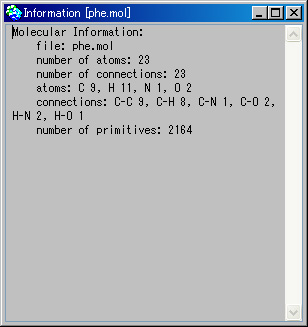 Information [phe.mol]
Molecular Information:
file: phe.mol
number of atoms: 23
number of connections: 23
atoms: C 9, H 11, N 1, O 2
connections: C-C 9, C-H 8, C-N 1, C-O 2,
H-N 2, H-O 1
number of primitives: 2164